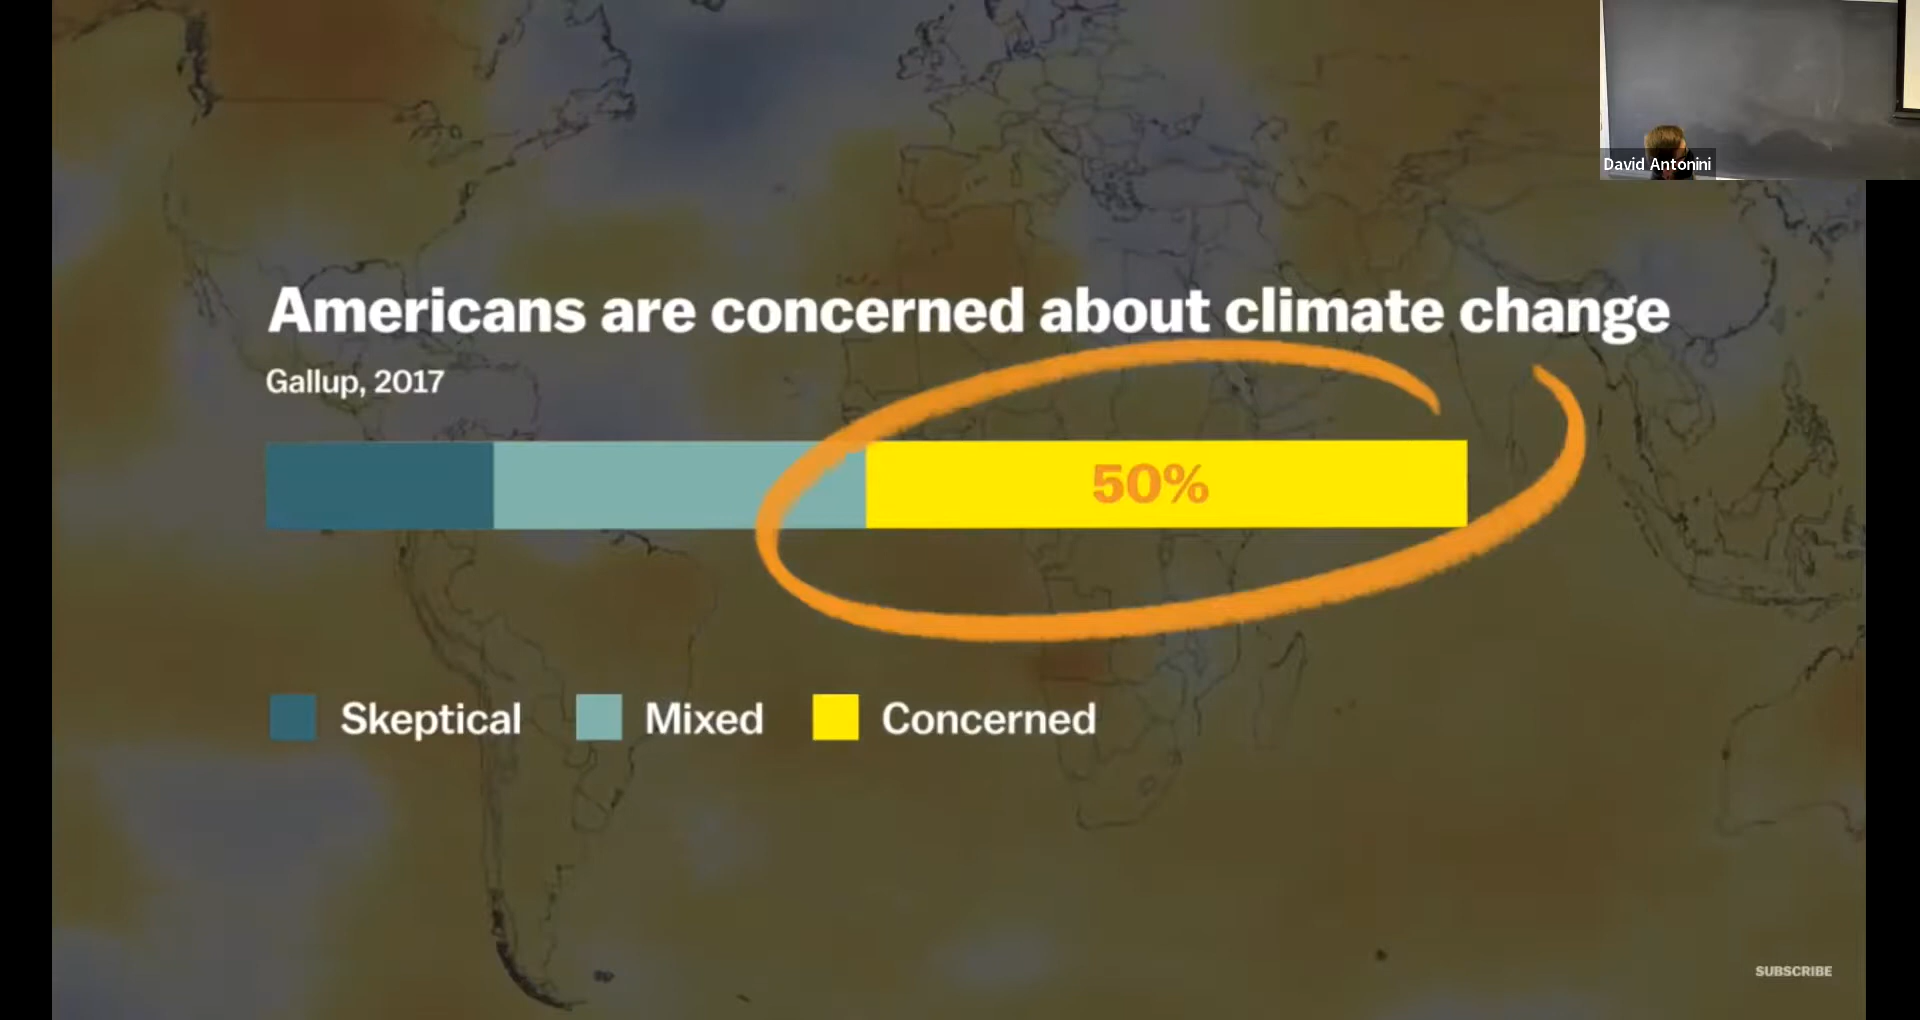 David Antonini
Americans are concerned about climate change
Gallup, 2017
50%
Skeptical
Mixed
Concerned
SUBSCRIBE